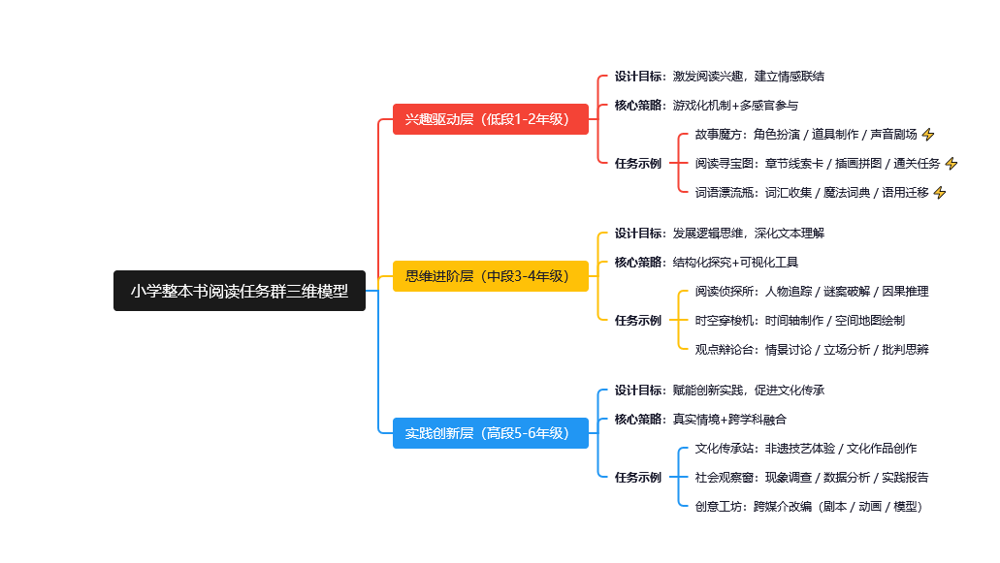 小学整本书阅读任务群三维模型
兴趣驱动层（低段1-2年级）
设计目标：激发阅读兴趣，建立情感联结
核心策略：游戏化机制+多感官参与
任务示例
故事魔方：角色扮演 / 道具制作 / 声音剧场⚡
阅读寻宝图：章节线索卡 / 插画拼图 / 通关任务⚡
词语漂流瓶：词汇收集 / 魔法词典 / 语用迁移⚡
思维进阶层（中段3-4年级）
设计目标：发展逻辑思维，深化文本理解
核心策略：结构化探究+可视化工具
任务示例
阅读侦探所：人物追踪 / 谜案破解 / 因果推理
时空穿梭机：时间轴制作 / 空间地图绘制
观点辩论台：情景讨论 / 立场分析 / 批判思辨
实践创新层（高段5-6年级）
设计目标：赋能创新实践，促进文化传承
核心策略：真实情境+跨学科融合
任务示例
文化传承站：非遗技艺体验 / 文化作品创作
社会观察窗：现象调查 / 数据分析 / 实践报告
创意工坊：跨媒介改编（剧本 / 动画 / 模型）